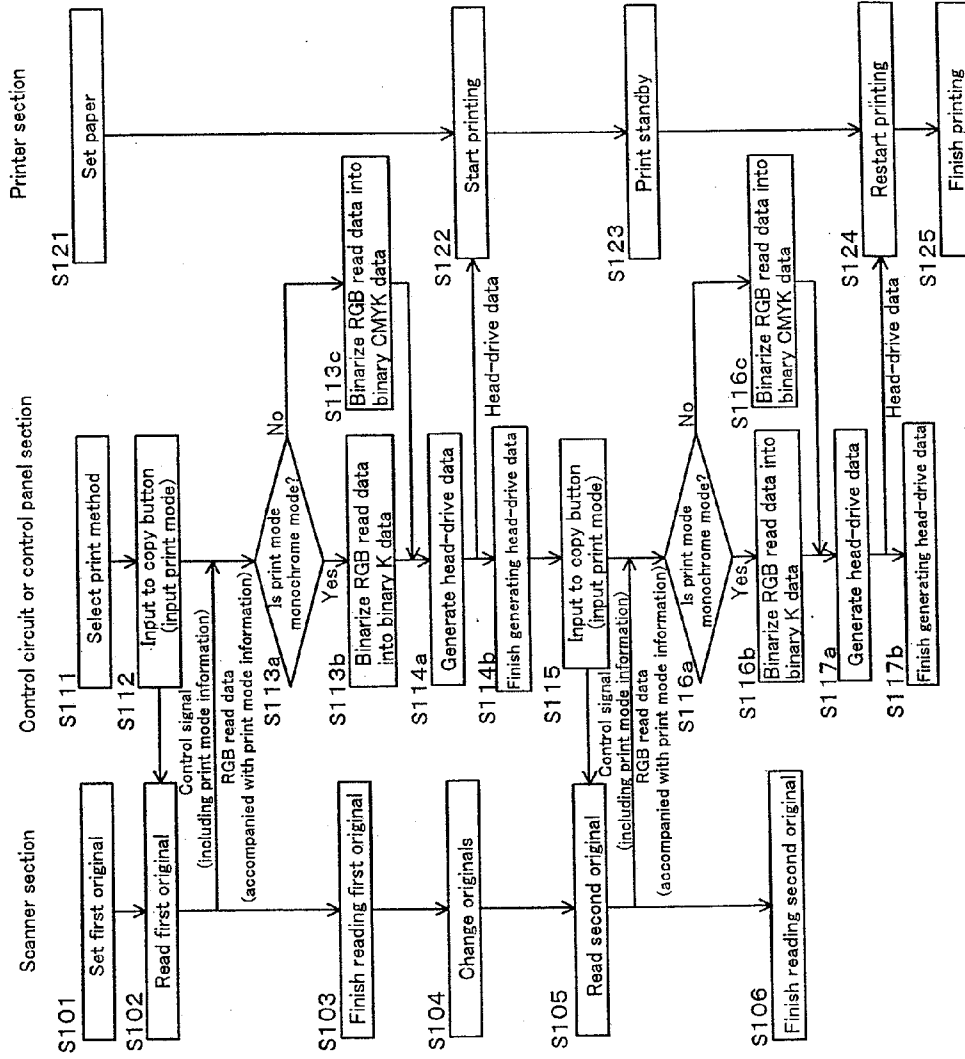 Scanner section
S101
Set first original
S102
Read first original
S103
Finish reading first original
S104
Change originals
S105
Read second original
S106
Finish reading second original
Control circuit or control panel section
S111
Select print method
S112
Input to copy button
(input print mode)
Control signal
(including print mode information)
RGB read data
(accompanied with print mode information)
S113a
Is print mode
monochrome mode?
No
Yes
S113b
Binarize RGB read data
into binary K data
S113c
Binarize RGB read data into
binary CMYK data
S114a
Generate head-drive data
Head-drive data
S114b
Finish generating head-drive data
S115
Input to copy button
(input print mode)
Control signal
(including print mode information)
RGB read data
(accompanied with print mode information)
S116a
Is print mode
monochrome mode?
No
Yes
S116b
Binarize RGB read data into
binary K data
S116c
Binarize RGB read data into
binary CMYK data
S117a
Generate head-drive data
Head-drive data
S117b
Finish generating head-drive data
Printer section
S121
Set paper
S122
Start printing
S123
Print standby
S124
Restart printing
S125
Finish printing